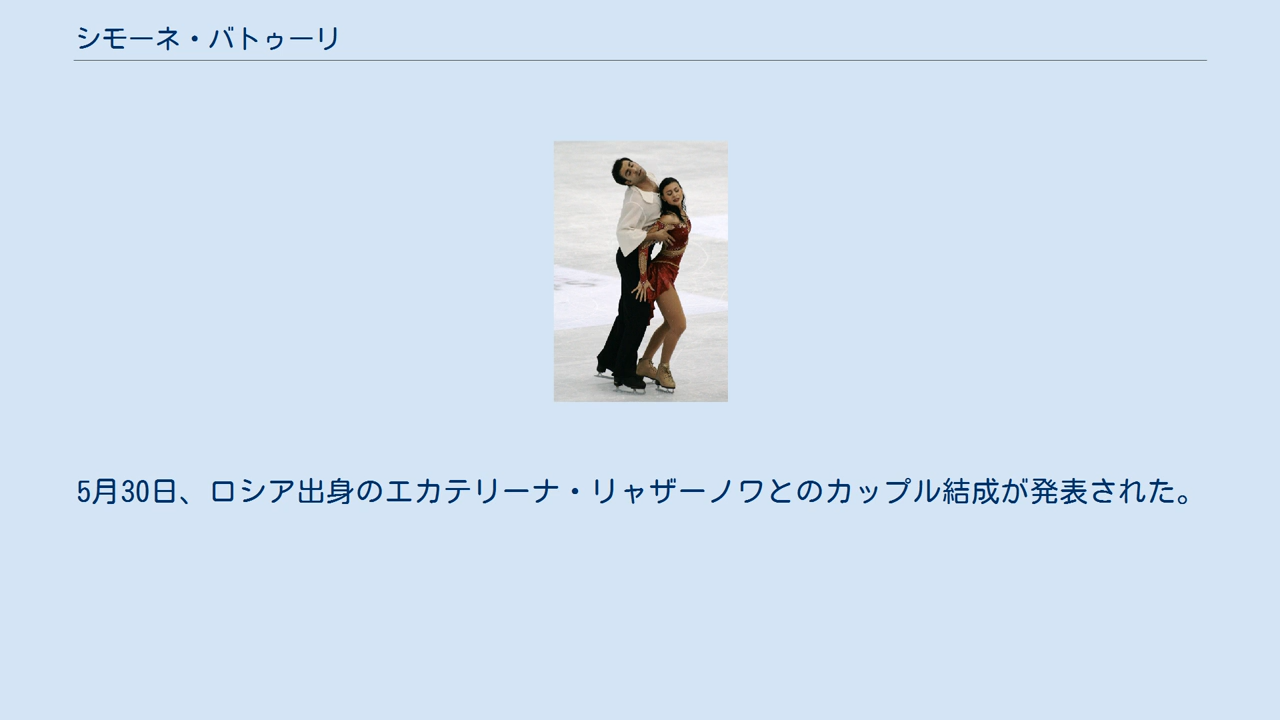 シモーネ・バトゥーリ
5月30日、ロシア出身のエカテリーナ・リャザーノワとのカップル結成が発表された。